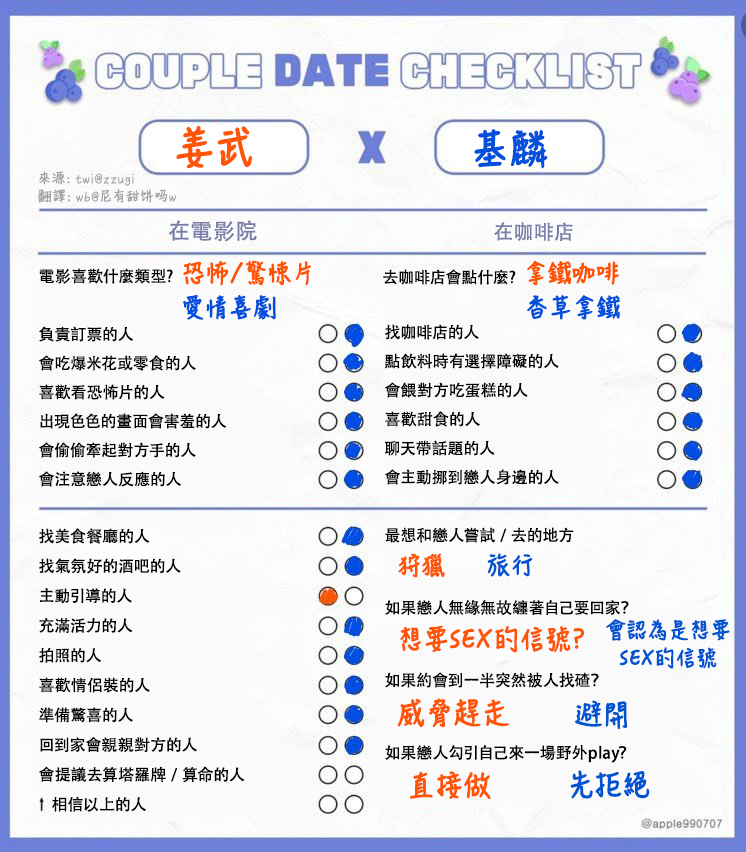 COUPLE DATE CHECKLIST
姜武 X 基麟
來源: twi@zzugi
翻譯: wb@尼有甜饼吗w
在電影院
電影喜歡什麼類型? 恐怖/驚悚片
愛情喜劇
負責訂票的人
會吃爆米花或零食的人
喜歡看恐怖片的人
出現色色的畫面會害羞的人
會偷偷牽起對方手的人
會注意戀人反應的人
在咖啡店
去咖啡店會點什麼? 拿鐵咖啡
香草拿鐵
找咖啡店的人
點飲料時有選擇障礙的人
會餵對方吃蛋糕的人
喜歡甜食的人
聊天帶話題的人
會主動挪到戀人身邊的人
找美食餐廳的人
找氣氛好的酒吧的人
主動引導的人
充滿活力的人
拍照的人
喜歡情侶裝的人
準備驚喜的人
回到家會親親對方的人
會提議去算塔羅牌 / 算命的人
↑ 相信以上的人
最想和戀人嘗試 / 去的地方
狩獵 旅行
如果戀人無緣無故纏著自己要回家?
想要SEX的信號? 會認為是想要
SEX的信號
如果約會到一半突然被人找碴?
威脅趕走 避開
如果戀人勾引自己來一場野外play?
直接做 先拒絕
@apple990707